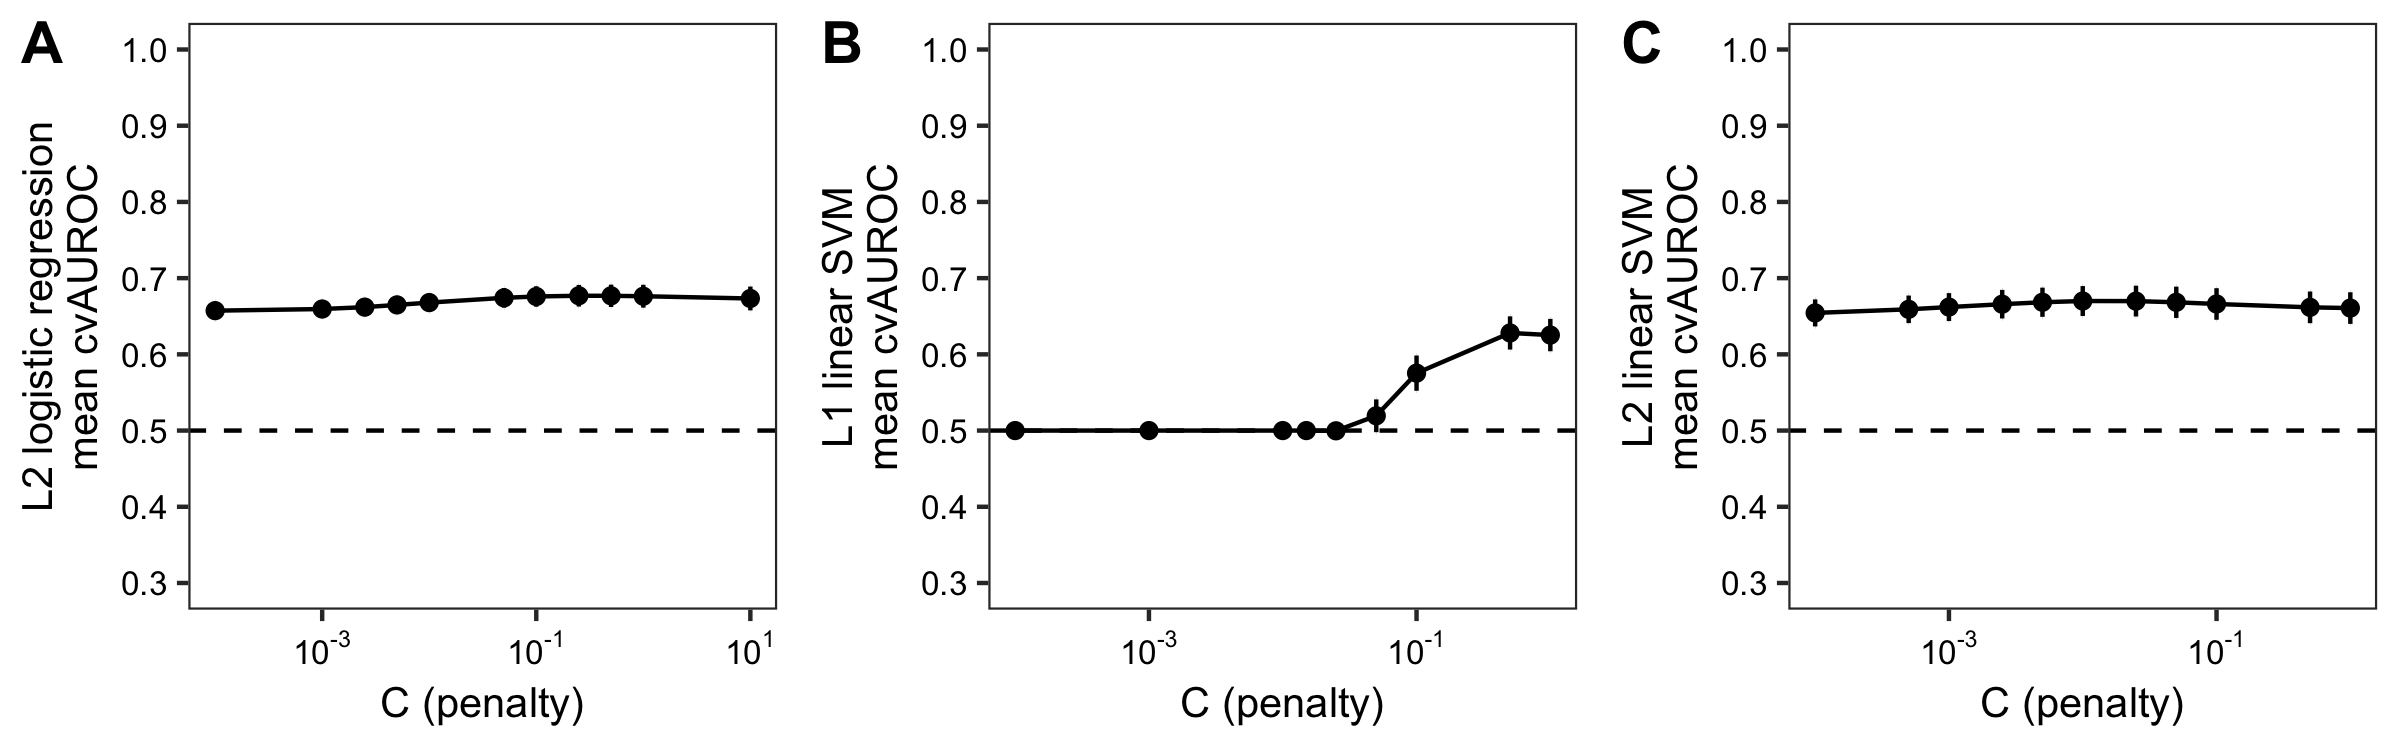 A
L2 logistic regression
mean cvAUROC
1.0
0.9
0.8
0.7
0.6
0.5
0.4
0.3
10⁻³
10⁻¹
10¹
C (penalty)
B
L1 linear SVM
mean cvAUROC
1.0
0.9
0.8
0.7
0.6
0.5
0.4
0.3
10⁻³
10⁻¹
C (penalty)
C
L2 linear SVM
mean cvAUROC
1.0
0.9
0.8
0.7
0.6
0.5
0.4
0.3
10⁻³
10⁻¹
C (penalty)